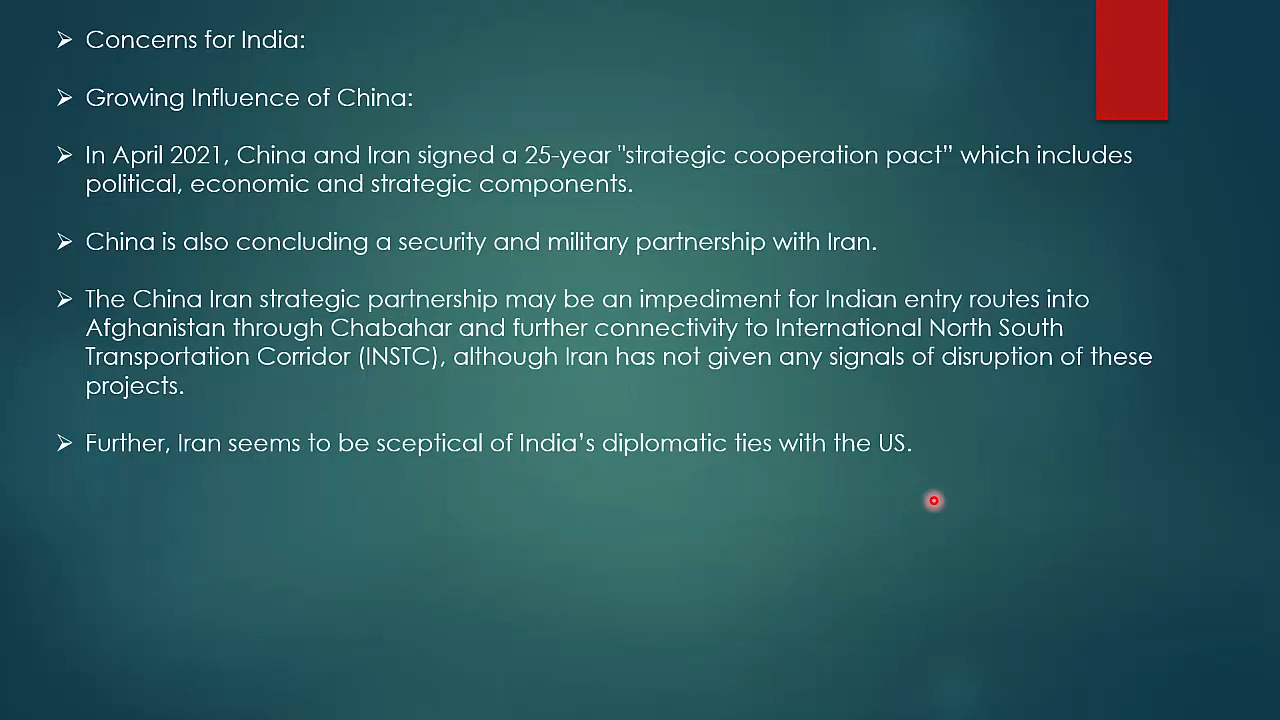 Concerns for India:
Growing Influence of China:
In April 2021, China and Iran signed a 25-year "strategic cooperation pact” which includes
political, economic and strategic components.
China is also concluding a security and military partnership with Iran.
The China Iran strategic partnership may be an impediment for Indian entry routes into
Afghanistan through Chabahar and further connectivity to International North South
Transportation Corridor (INSTC), although Iran has not given any signals of disruption of these
projects.
Further, Iran seems to be sceptical of India’s diplomatic ties with the US.